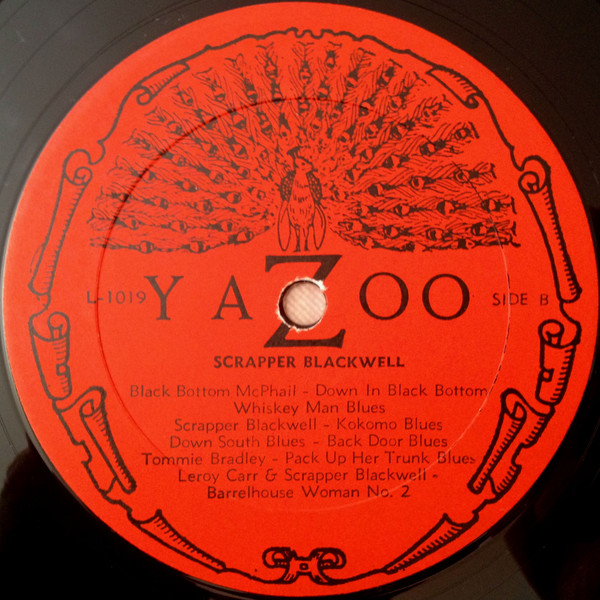 L-1019 YAZOO SIDE B
SCRAPPER BLACKWELL
Black Bottom McPhail - Down In Black Bottom
Whiskey Man Blues
Scrapper Blackwell - Kokomo Blues
Down South Blues - Back Door Blues
Tommie Bradley - Pack Up Her Trunk Blues
Leroy Carr & Scrapper Blackwell -
Barrelhouse Woman No. 2